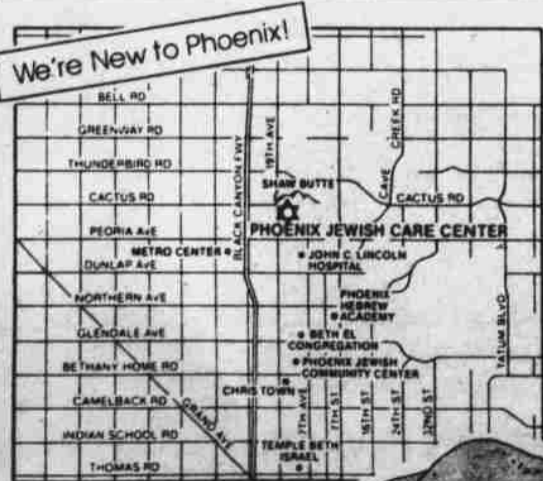 We're New to Phoenix!
BELL RD
GREENWAY RD
THUNDERBIRD RD
CACTUS RD
PEORIA AVE
METRO CENTER
DUNLAP AVE
NORTHERN AVE
GLENDALE AVE
BETHANY HOME RD
CAMELBACK RD
INDIAN SCHOOL RD
THOMAS RD
GRAND AVE
BLACK CANYON FWY
19TH AVE
SHAW BUTTE
CAVE
CREEK RD
CACTUS RD
PHOENIX JEWISH CARE CENTER
JOHN C. LINCOLN
HOSPITAL
PHOENIX
HEBREW
ACADEMY
BETH EL
CONGREGATION
PHOENIX JEWISH
COMMUNITY CENTER
CHRIS TOWN
7TH AVE
7TH ST
16TH ST
24TH ST
32ND ST
TATUM BLVD
TEMPLE BETH
ISRAEL